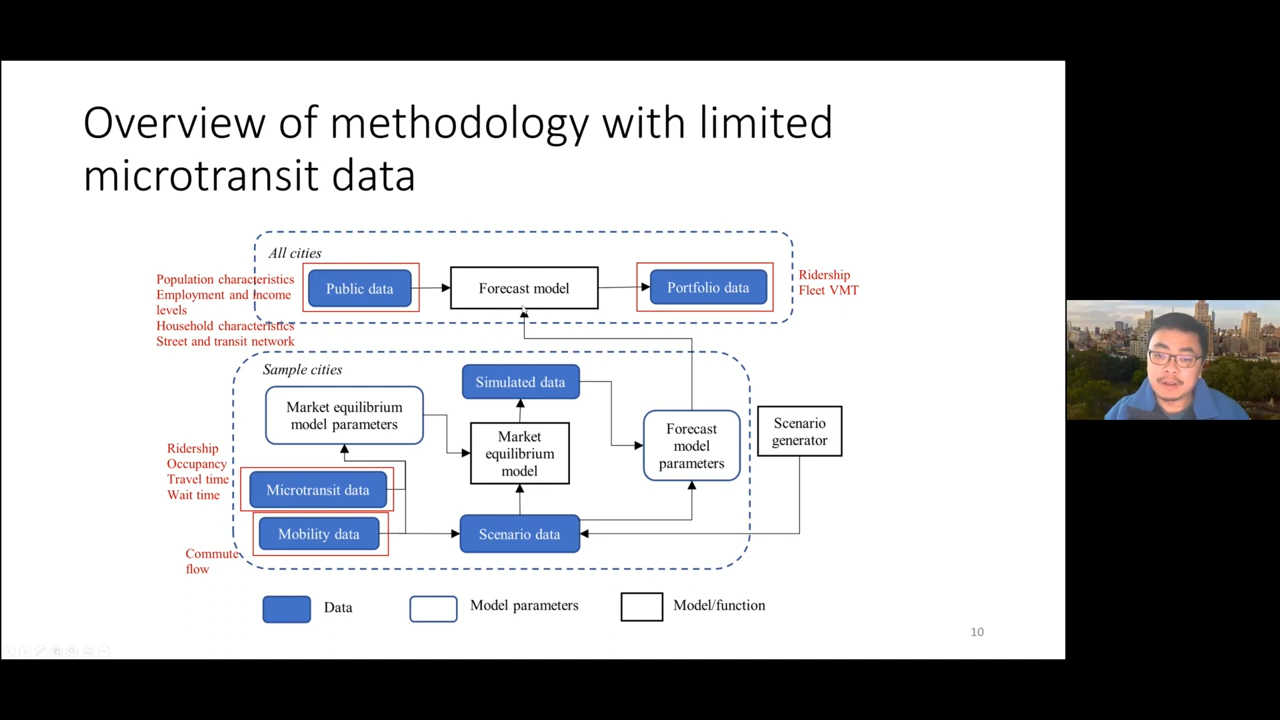 Overview of methodology with limited
microtransit data
All cities
Population characteristics
Employment and income
levels
Household characteristics
Street and transit network
Public data
Forecast model
Portfolio data
Ridership
Fleet VMT
Sample cities
Market equilibrium
model parameters
Simulated data
Market
equilibrium
model
Forecast
model
parameters
Scenario
generator
Ridership
Occupancy
Travel time
Wait time
Microtransit data
Mobility data
Scenario data
Commute
flow
Data
Model parameters
Model/function
10